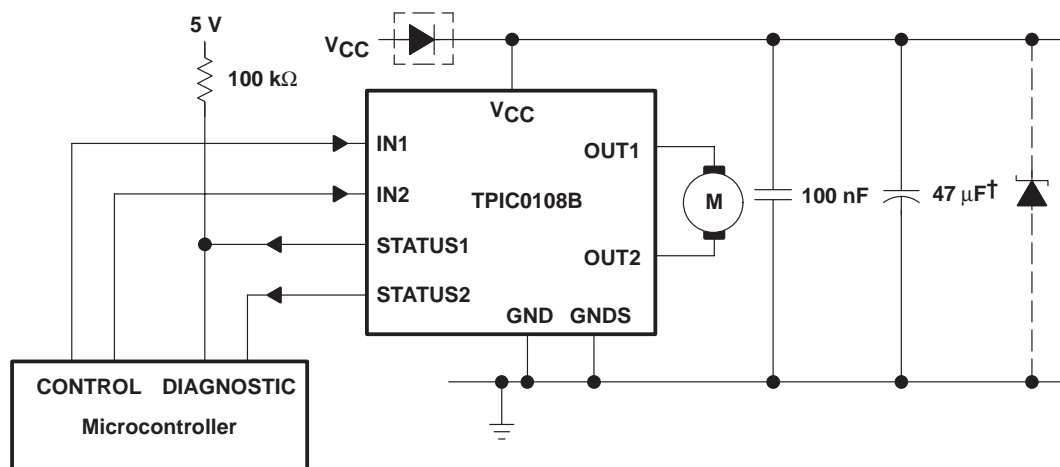 5 V
100 kΩ
VCC
VCC
IN1
IN2
STATUS1
STATUS2
OUT1
OUT2
TPIC0108B
GND GNDS
M
100 nF
47 μF†
CONTROL DIAGNOSTIC
Microcontroller